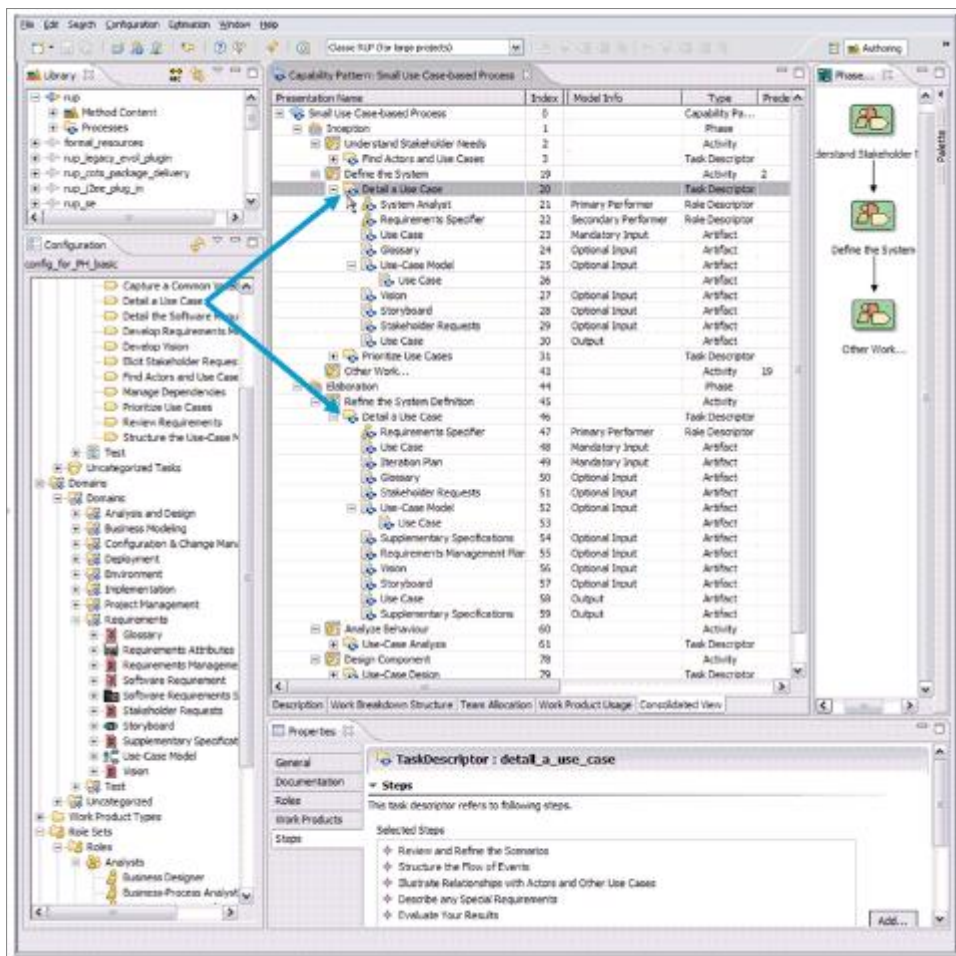 File Edit Search Configuration Estimation Window Help
Classic RUP (for large projects)
Authoring
Library
rup
Method Content
Processes
formal_resources
rup_legacy_evol_plugin
rup_cots_package_delivery
rup_j2ee_plug_in
rup_se
Configuration
config_for_PH_basic
Capture a Common
Detail a Use Case
Detail the Software Requ
Develop Requirements Ma
Develop Vision
Elicit Stakeholder Reques
Find Actors and Use Case
Manage Dependencies
Prioritize Use Cases
Review Requirements
Structure the Use-Case M
Test
Uncategorized Tasks
Domains
Domains
Analysis and Design
Business Modeling
Configuration & Change Mana
Deployment
Environment
Implementation
Project Management
Requirements
Glossary
Requirements Attributes
Requirements Manageme
Software Requirement
Software Requirements S
Stakeholder Requests
Storyboard
Supplementary Specificat
Use-Case Model
Vision
Test
Uncategorized
Work Product Types
Role Sets
Roles
Analysts
Business Designer
Business-Process Analyst
Capability Pattern: Small Use Case-based Process
Presentation Name Index Model Info Type Prede
Small Use Case-based Process 0 Capability Pa...
Inception 1 Phase
Understand Stakeholder Needs 2 Activity
Find Actors and Use Cases 3 Task Descriptor
Define the System 19 Activity 2
Detail a Use Case 20 Task Descriptor
System Analyst 21 Primary Performer Role Descriptor
Requirements Specifier 22 Secondary Performer Role Descriptor
Use Case 23 Mandatory Input Artifact
Glossary 24 Optional Input Artifact
Use-Case Model 25 Optional Input Artifact
Use Case 26 Artifact
Vision 27 Optional Input Artifact
Storyboard 28 Optional Input Artifact
Stakeholder Requests 29 Optional Input Artifact
Use Case 30 Output Artifact
Prioritize Use Cases 31 Task Descriptor
Other Work... 43 Activity 19
Elaboration 44 Phase
Refine the System Definition 45 Activity
Detail a Use Case 46 Task Descriptor
Requirements Specifier 47 Primary Performer Role Descriptor
Use Case 48 Mandatory Input Artifact
Iteration Plan 49 Mandatory Input Artifact
Glossary 50 Optional Input Artifact
Stakeholder Requests 51 Optional Input Artifact
Use-Case Model 52 Optional Input Artifact
Use Case 53 Artifact
Supplementary Specifications 54 Optional Input Artifact
Requirements Management Plan 55 Optional Input Artifact
Vision 56 Optional Input Artifact
Storyboard 57 Optional Input Artifact
Use Case 58 Output Artifact
Supplementary Specifications 59 Output Artifact
Analyze Behaviour 60 Activity
Use-Case Analysis 61 Task Descriptor
Design Component 78 Activity
Use-Case Design 79 Task Descriptor
Description Work Breakdown Structure Team Allocation Work Product Usage Consolidated View
Phase...
Palette
derstand Stakeholder
Define the System
Other Work...
Properties
General
Documentation
Roles
Work Products
Steps
TaskDescriptor : detail_a_use_case
Steps
This task descriptor refers to following steps.
Selected Steps
Review and Refine the Scenarios
Structure the Flow of Events
Illustrate Relationships with Actors and Other Use Cases
Describe any Special Requirements
Evaluate Your Results
Add...